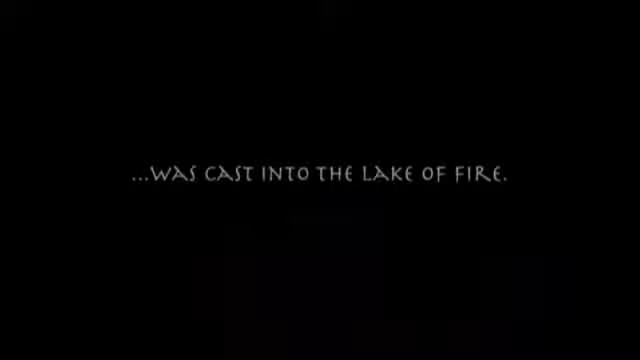 ...WAS CAST INTO THE LAKE OF FIRE.